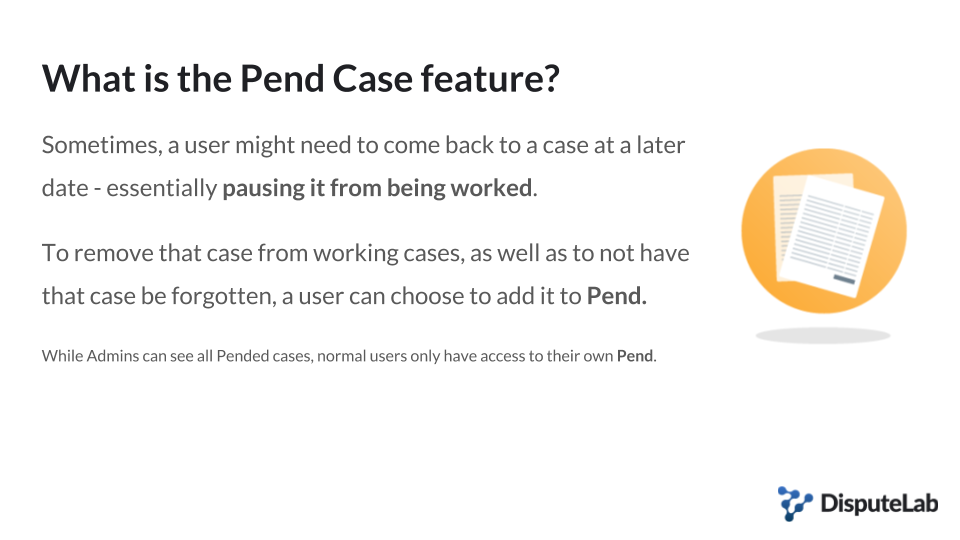 What is the Pend Case feature?
Sometimes, a user might need to come back to a case at a later
date - essentially pausing it from being worked.
To remove that case from working cases, as well as to not have
that case be forgotten, a user can choose to add it to Pend.
While Admins can see all Pended cases, normal users only have access to their own Pend.
DisputeLab